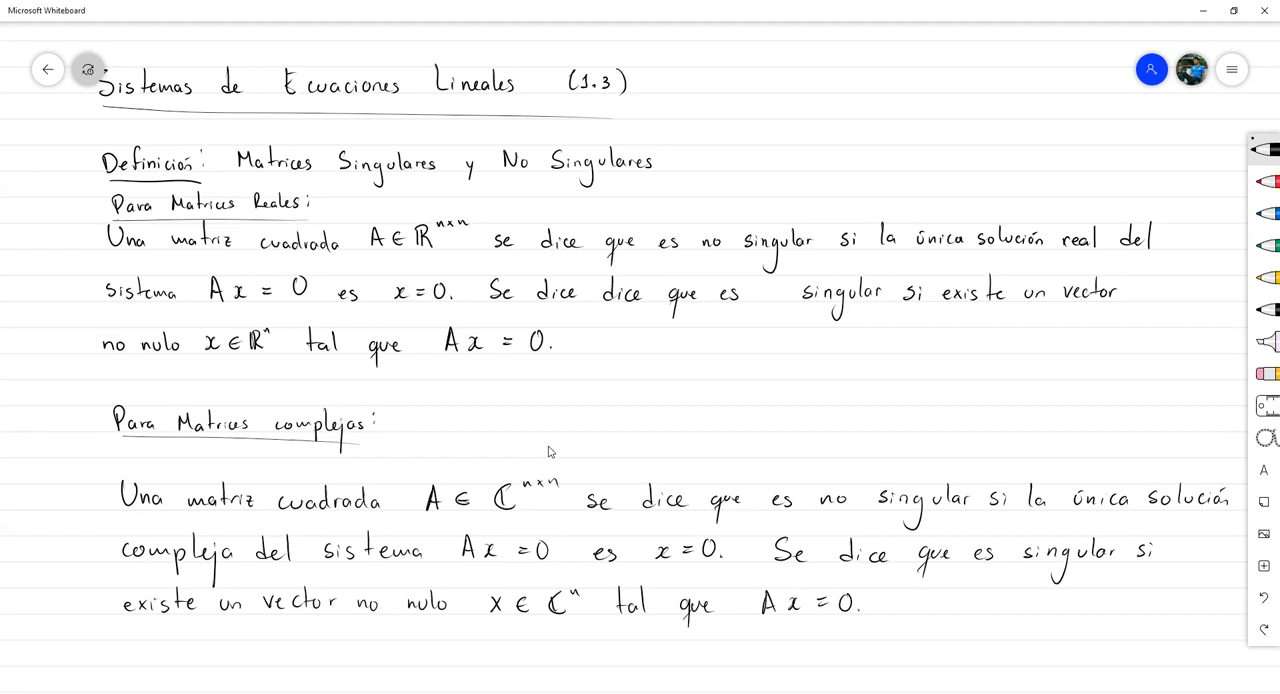 Microsoft Whiteboard
Sistemas de Ecuaciones Lineales (1.3)
Definición: Matrices Singulares y No Singulares
Para Matrices Reales:
Una matriz cuadrada A ∈ ℝⁿˣⁿ se dice que es no singular si la única solución real del
sistema Ax = 0 es x = 0. Se dice dice que es singular si existe un vector
no nulo x ∈ ℝⁿ tal que Ax = 0.
Para Matrices complejas:
Una matriz cuadrada A ∈ ℂⁿˣⁿ se dice que es no singular si la única solución
compleja del sistema Ax = 0 es x = 0. Se dice que es singular si
existe un vector no nulo x ∈ ℂⁿ tal que Ax = 0.